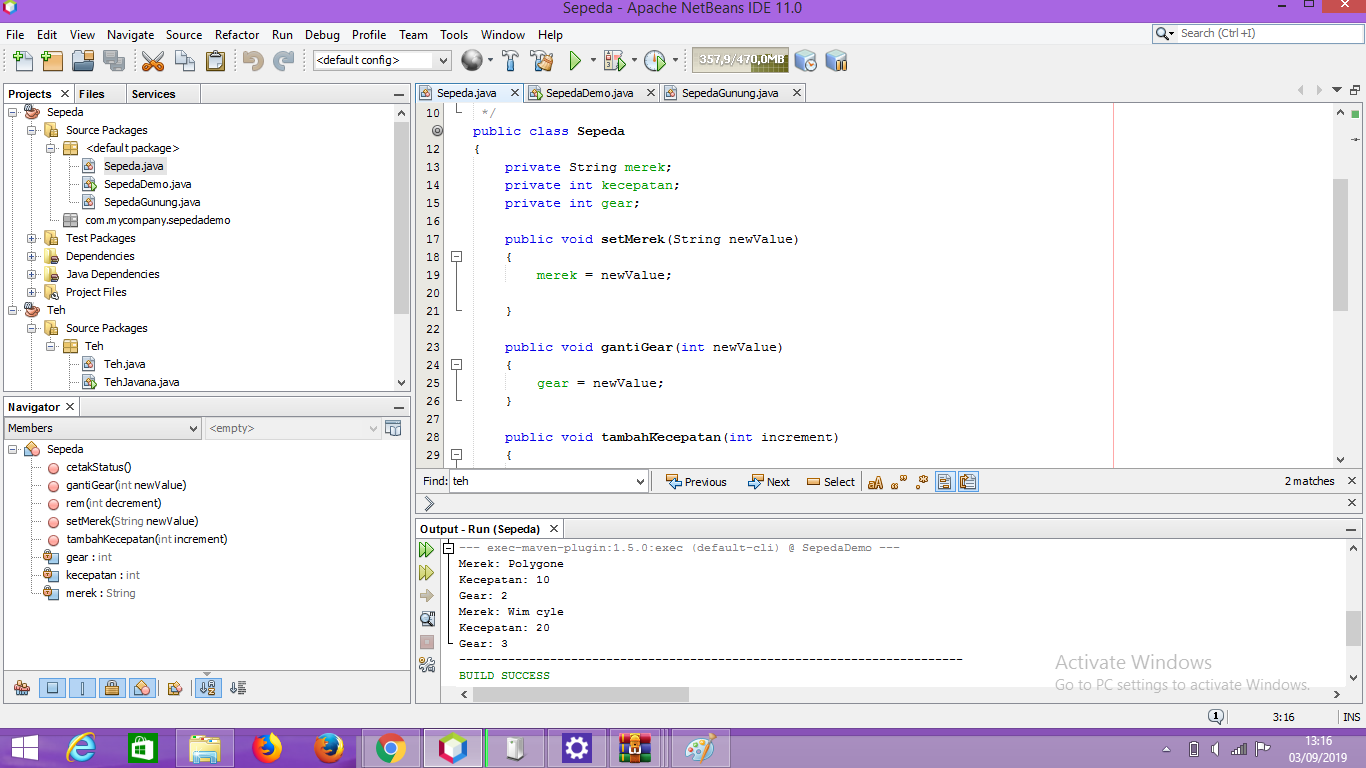 Sepeda - Apache NetBeans IDE 11.0
File Edit View Navigate Source Refactor Run Debug Profile Team Tools Window Help
Search (Ctrl+I)
<default config>
357,9/470,0MB
Projects Files Services
Sepeda
Source Packages
<default package>
Sepeda.java
SepedaDemo.java
SepedaGunung.java
com.mycompany.sepedademo
Test Packages
Dependencies
Java Dependencies
Project Files
Teh
Source Packages
Teh
Teh.java
TehJavana.java
Navigator
Members
<empty>
Sepeda
cetakStatus()
gantiGear(int newValue)
rem(int decrement)
setMerek(String newValue)
tambahKecepatan(int increment)
gear : int
kecepatan : int
merek : String
Sepeda.java SepedaDemo.java SepedaGunung.java
10 */
public class Sepeda
12 {
13 private String merek;
14 private int kecepatan;
15 private int gear;
16
17 public void setMerek(String newValue)
18 {
19 merek = newValue;
20
21 }
22
23 public void gantiGear(int newValue)
24 {
25 gear = newValue;
26 }
27
28 public void tambahKecepatan(int increment)
29 {
Find: teh Previous Next Select 2 matches
Output - Run (Sepeda)
--- exec-maven-plugin:1.5.0:exec (default-cli) @ SepedaDemo ---
Merek: Polygone
Kecepatan: 10
Gear: 2
Merek: Wim cyle
Kecepatan: 20
Gear: 3
------------------------------------------------------------------------
BUILD SUCCESS
Activate Windows
Go to PC settings to activate Windows.
1 3:16 INS
13:16
03/09/2019